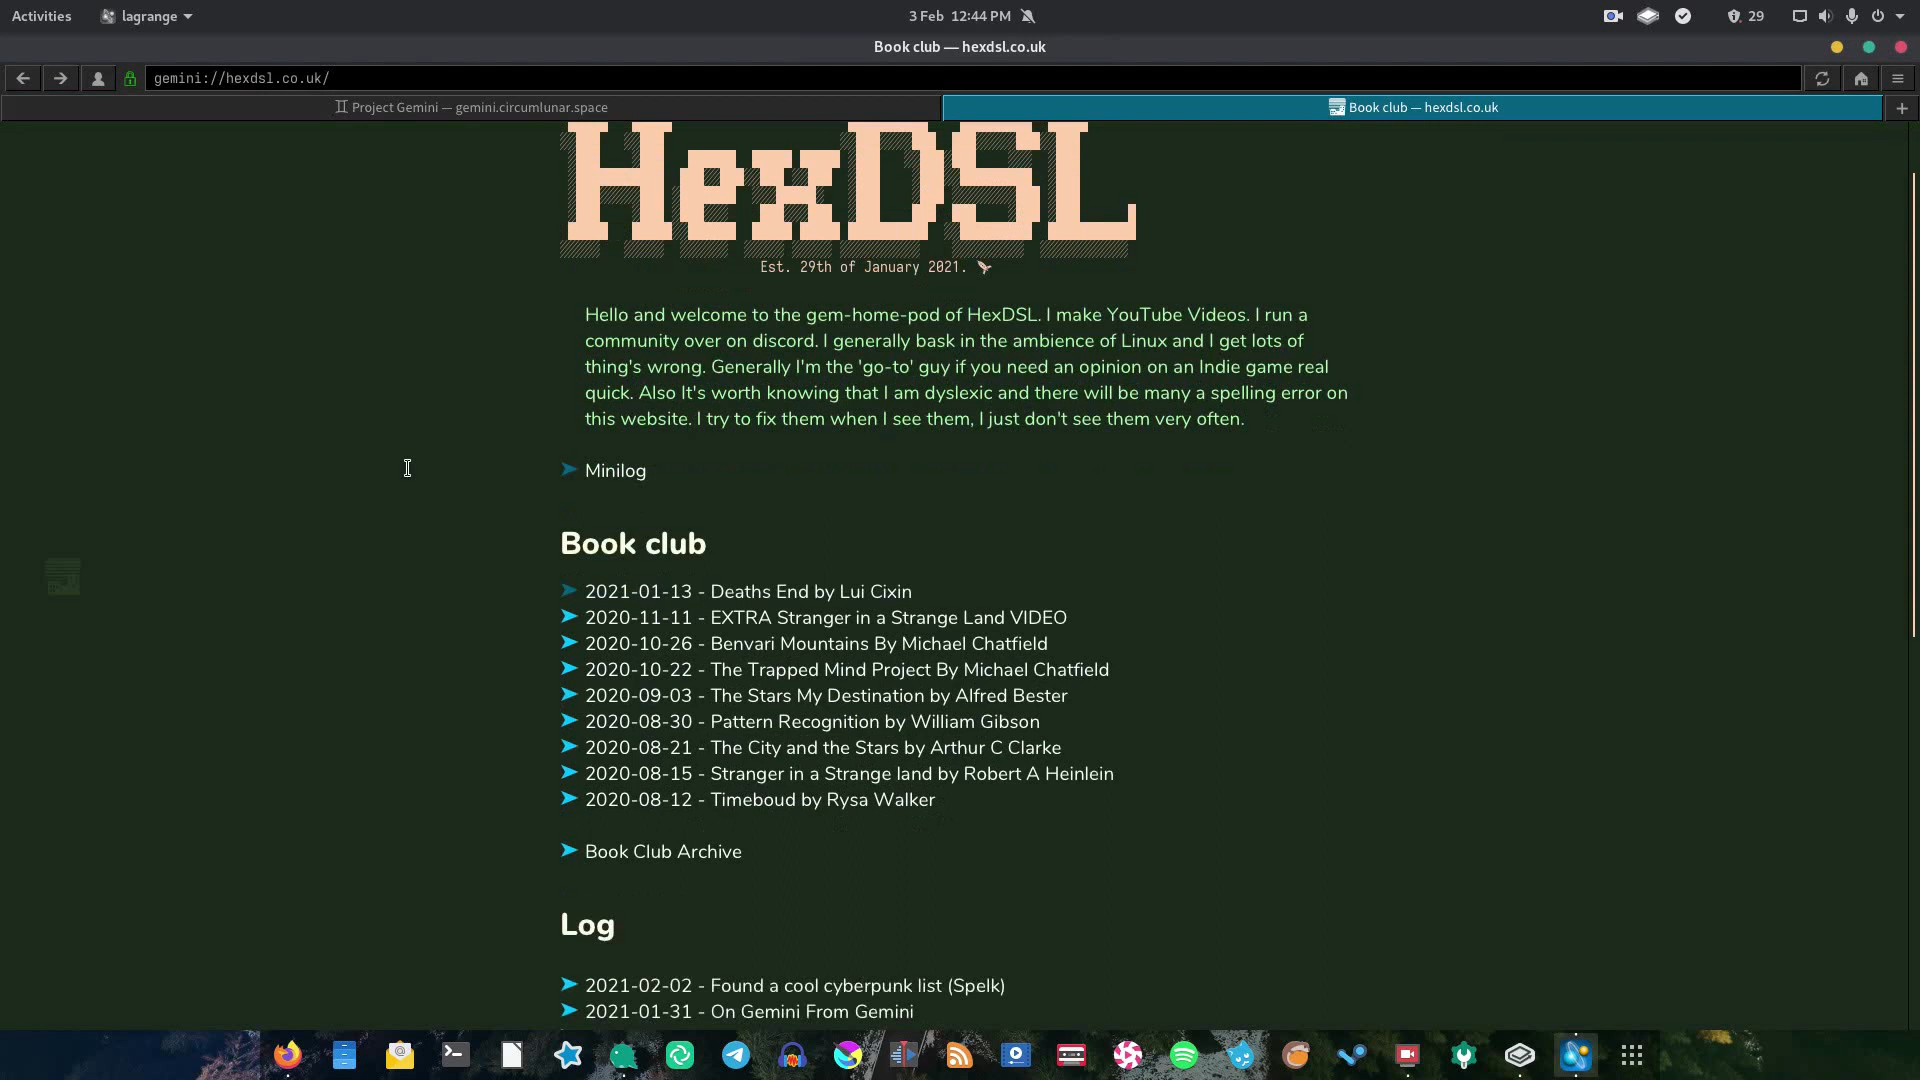 Activities lagrange 3 Feb 12:44 PM 29
Book club — hexdsl.co.uk
gemini://hexdsl.co.uk/
Project Gemini — gemini.circumlunar.space Book club — hexdsl.co.uk
HexDSL
Est. 29th of January 2021.
Hello and welcome to the gem-home-pod of HexDSL. I make YouTube Videos. I run a
community over on discord. I generally bask in the ambience of Linux and I get lots of
thing's wrong. Generally I'm the 'go-to' guy if you need an opinion on an Indie game real
quick. Also It's worth knowing that I am dyslexic and there will be many a spelling error on
this website. I try to fix them when I see them, I just don't see them very often.
Minilog
Book club
2021-01-13 - Deaths End by Lui Cixin
2020-11-11 - EXTRA Stranger in a Strange Land VIDEO
2020-10-26 - Benvari Mountains By Michael Chatfield
2020-10-22 - The Trapped Mind Project By Michael Chatfield
2020-09-03 - The Stars My Destination by Alfred Bester
2020-08-30 - Pattern Recognition by William Gibson
2020-08-21 - The City and the Stars by Arthur C Clarke
2020-08-15 - Stranger in a Strange land by Robert A Heinlein
2020-08-12 - Timeboud by Rysa Walker
Book Club Archive
Log
2021-02-02 - Found a cool cyberpunk list (Spelk)
2021-01-31 - On Gemini From Gemini